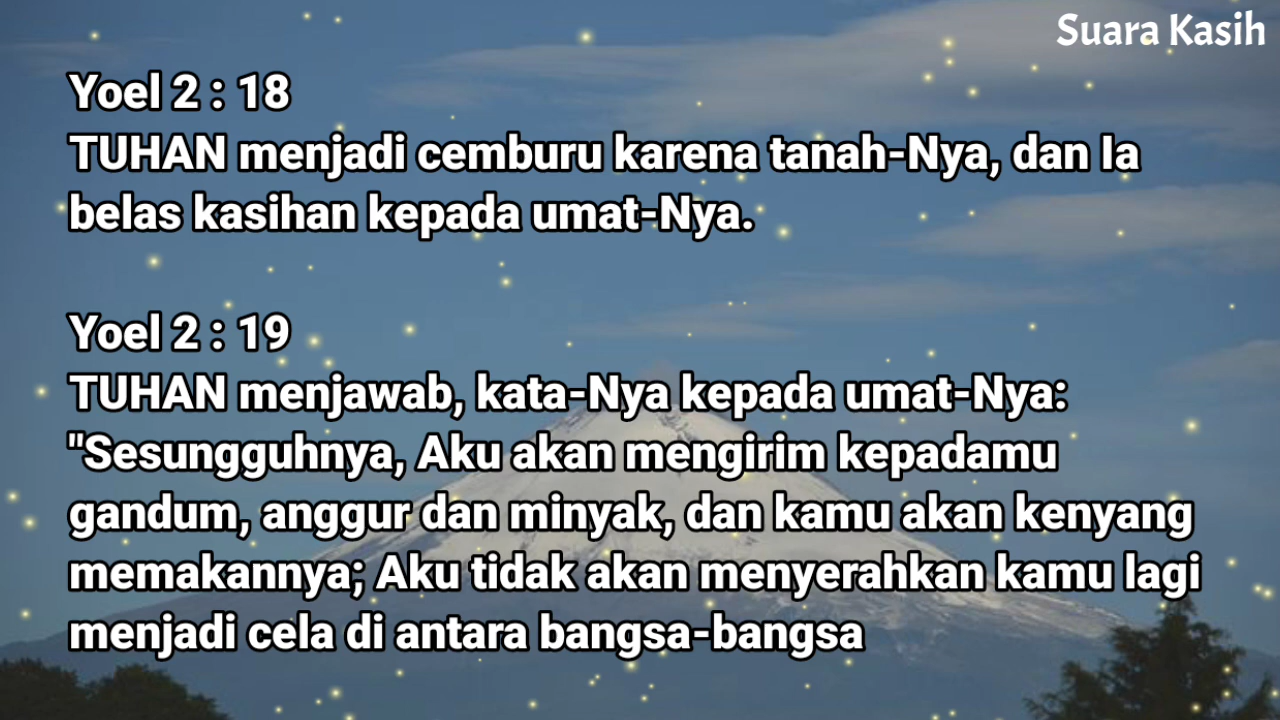 Suara Kasih
Yoel 2 : 18
TUHAN menjadi cemburu karena tanah-Nya, dan Ia
belas kasihan kepada umat-Nya.
Yoel 2 : 19
TUHAN menjawab, kata-Nya kepada umat-Nya:
"Sesungguhnya, Aku akan mengirim kepadamu
gandum, anggur dan minyak, dan kamu akan kenyang
memakannya; Aku tidak akan menyerahkan kamu lagi
menjadi cela di antara bangsa-bangsa